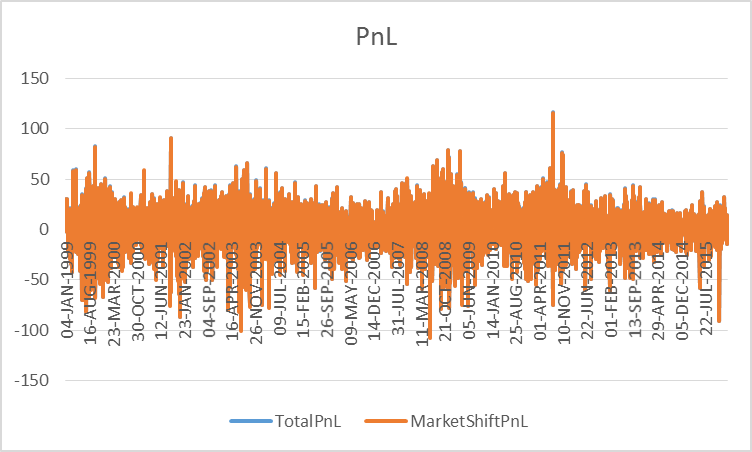 PnL
150
100
50
0
-50
-100
-150
04-JAN-1999
16-AUG-1999
23-MAR-2000
30-OCT-2000
12-JUN-2001
23-JAN-2002
04-SEP-2002
16-APR-2003
26-NOV-2003
09-JUL-2004
15-FEB-2005
26-SEP-2005
09-MAY-2006
14-DEC-2006
31-JUL-2007
11-MAR-2008
21-OCT-2008
05-JUN-2009
14-JAN-2010
25-AUG-2010
01-APR-2011
10-NOV-2011
22-JUN-2012
01-FEB-2013
13-SEP-2013
29-APR-2014
05-DEC-2014
22-JUL-2015
TotalPnL
MarketShiftPnL